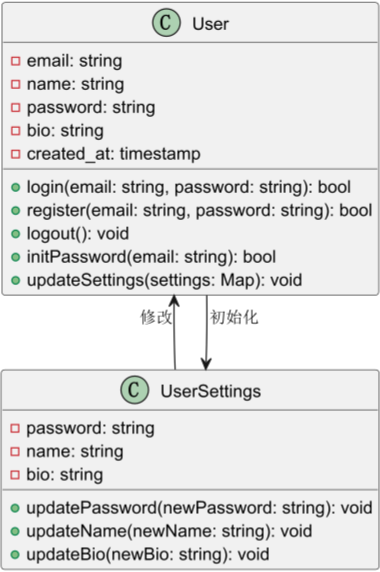 C User
email: string
name: string
password: string
bio: string
created_at: timestamp
login(email: string, password: string): bool
register(email: string, password: string): bool
logout(): void
initPassword(email: string): bool
updateSettings(settings: Map): void
修改 初始化
C UserSettings
password: string
name: string
bio: string
updatePassword(newPassword: string): void
updateName(newName: string): void
updateBio(newBio: string): void